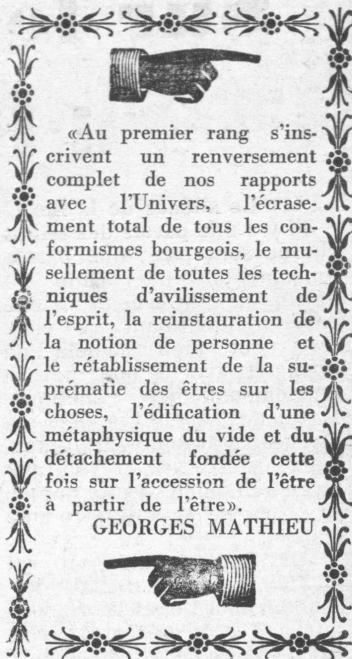 «Au premier rang s'ins-
crivent un renversement
complet de nos rapports
avec l'Univers, l'écrase-
ment total de tous les con-
formismes bourgeois, le mu-
sellement de toutes les tech-
niques d'avilissement de
l'esprit, la reinstauration de
la notion de personne et
le rétablissement de la su-
prématie des êtres sur les
choses, l'édification d'une
métaphysique du vide et du
détachement fondée cette
fois sur l'accession de l'être
à partir de l'être».
GEORGES MATHIEU